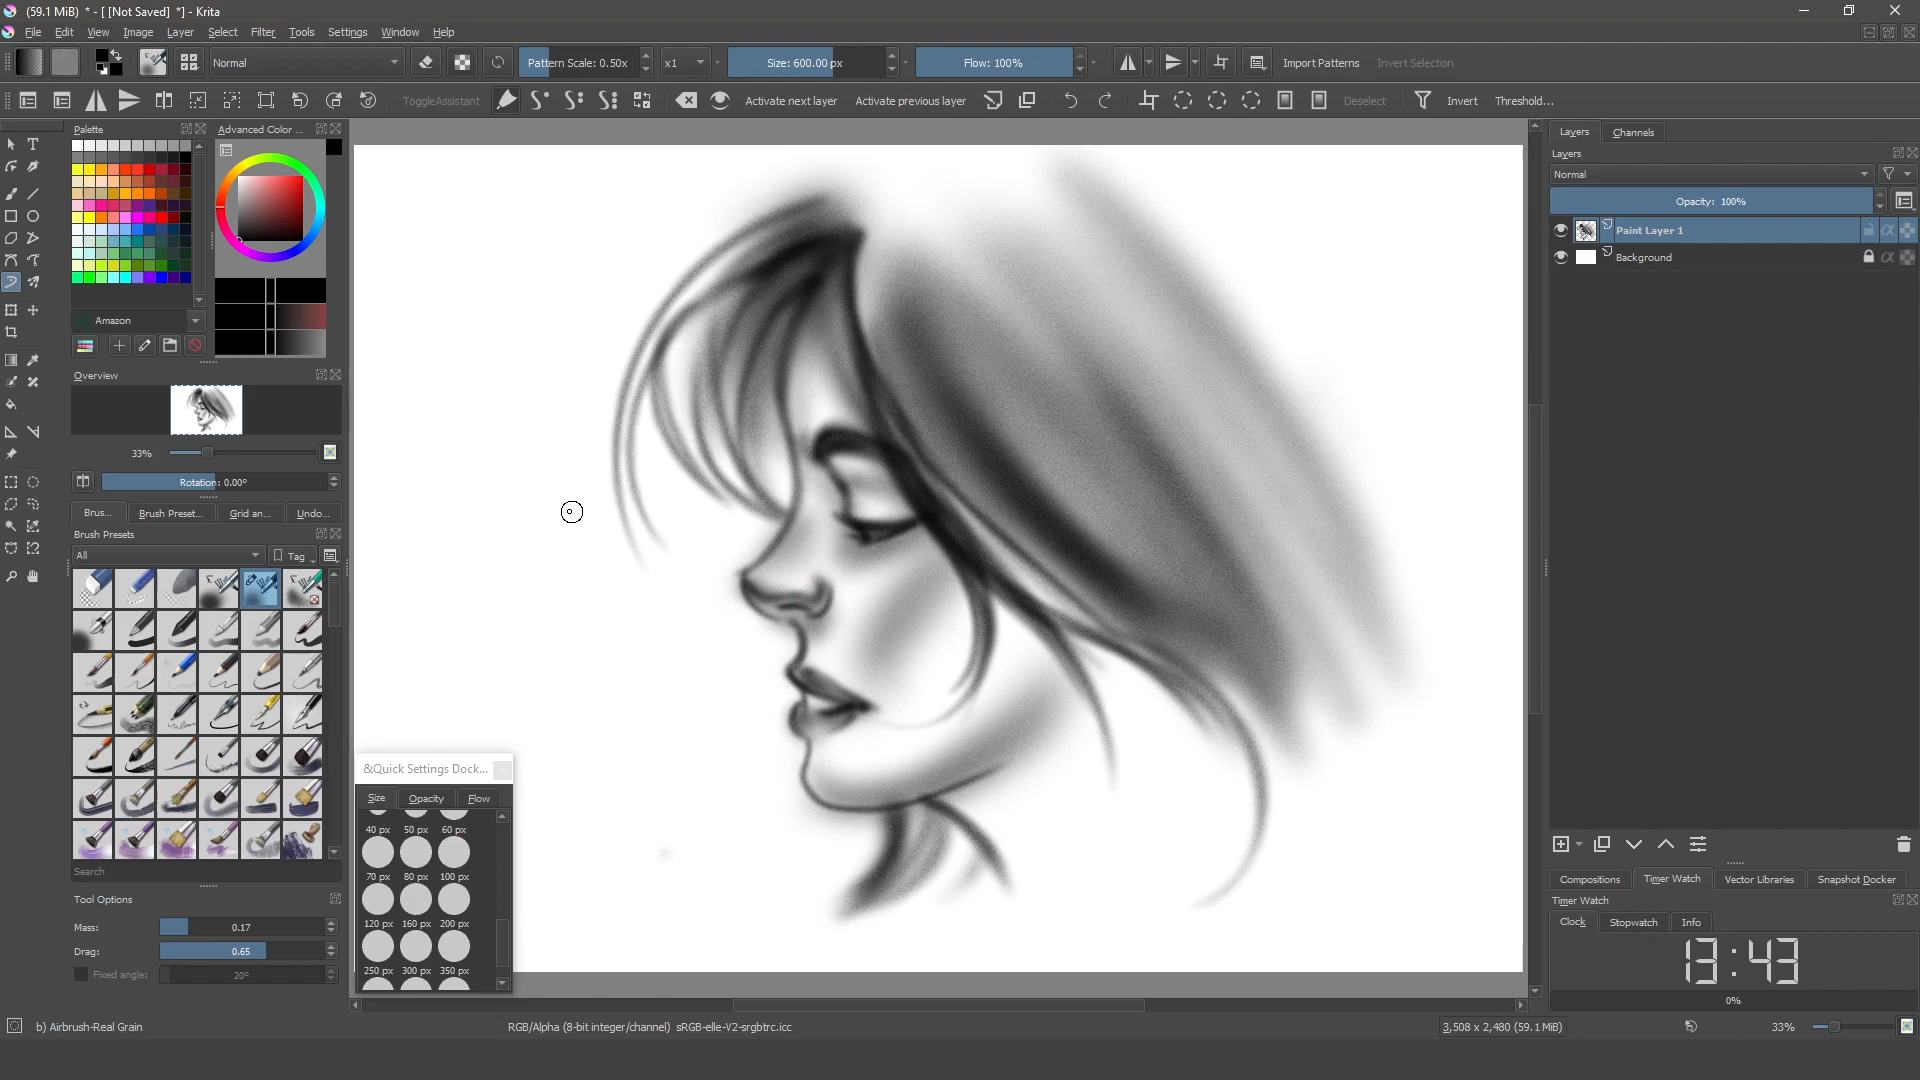 (59.1 MiB)  * - [ [Not Saved]  *] - Krita
File Edit View Image Layer Select Filter Tools Settings Window Help
Normal Pattern Scale: 0.50x x1 Size: 600.00 px Flow: 100% Import Patterns Invert Selection
ToggleAssistant Activate next layer Activate previous layer Deselect Invert Threshold...
Palette Advanced Color ...
Amazon
Overview
33%
Rotation: 0.00°
Brus... Brush Preset... Grid an... Undo...
Brush Presets
All Tag
Search
Tool Options
Mass: 0.17
Drag: 0.65
Fixed angle: 20°
&Quick Settings Dock...
Size Opacity Flow
40 px 50 px 60 px
70 px 80 px 100 px
120 px 160 px 200 px
250 px 300 px 350 px
Layers Channels
Layers
Normal
Opacity: 100%
Paint Layer 1
Background
Compositions Timer Watch Vector Libraries Snapshot Docker
Timer Watch
Clock Stopwatch Info
13:43
0%
b) Airbrush-Real Grain
RGB/Alpha (8-bit integer/channel)  sRGB-elle-V2-srgbtrc.icc
3,508 x 2,480 (59.1 MiB)
33%